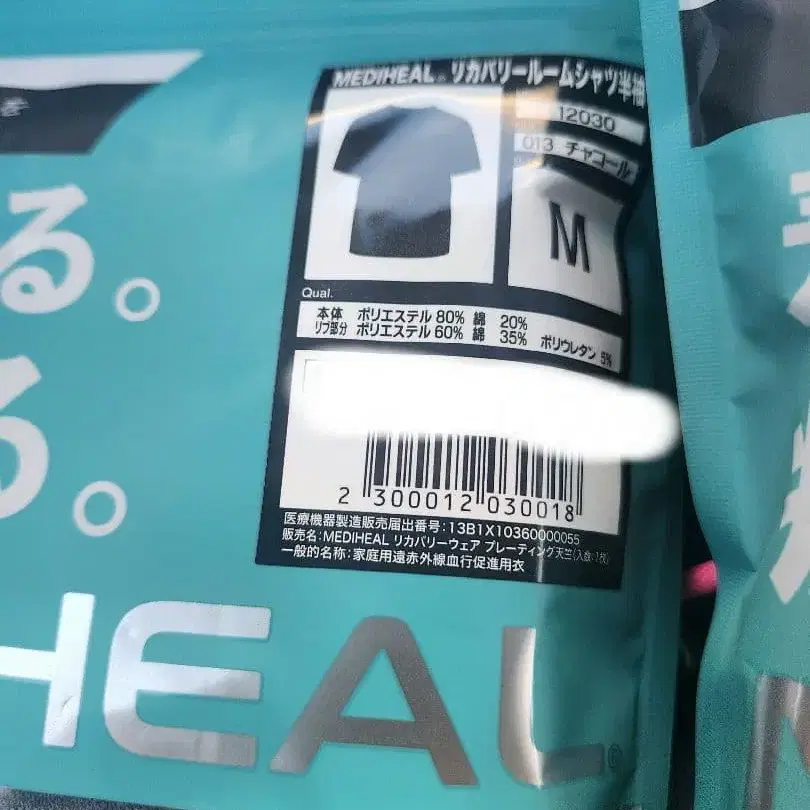 を
る。
る。
MEDIHEAL® リカバリールームシャツ半袖
12030
013 チャコール
M
Qual.
本体 ポリエステル 80% 綿 20%
リブ部分 ポリエステル 60% 綿 35% ポリウレタン 5%
2 300012 030018
医療機器製造販売届出番号:13B1X10360000055
販売名:MEDIHEAL リカバリーウェア プレーティング天竺(入数:1枚)
一般的名称:家庭用遠赤外線血行促進用衣
HEAL®